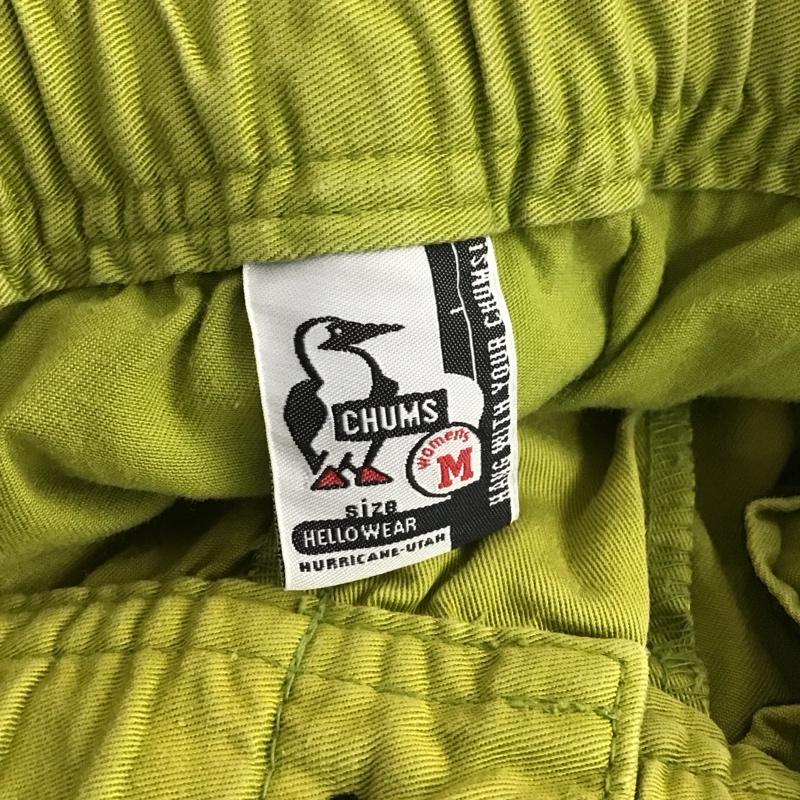 HANG WITH YOUR CHUMS!
CHUMS
women's
M
size
HELLO WEAR
HURRICANE-UTAH